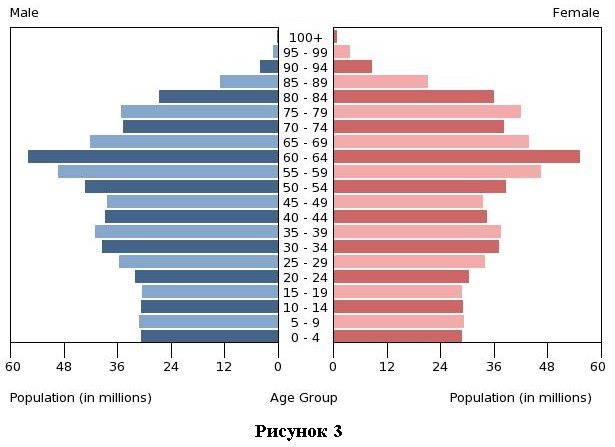 Male Female
100+
95 - 99
90 - 94
85 - 89
80 - 84
75 - 79
70 - 74
65 - 69
60 - 64
55 - 59
50 - 54
45 - 49
40 - 44
35 - 39
30 - 34
25 - 29
20 - 24
15 - 19
10 - 14
5 - 9
0 - 4
60 48 36 24 12 0 0 12 24 36 48 60
Population (in millions) Age Group Population (in millions)
Рисунок 3